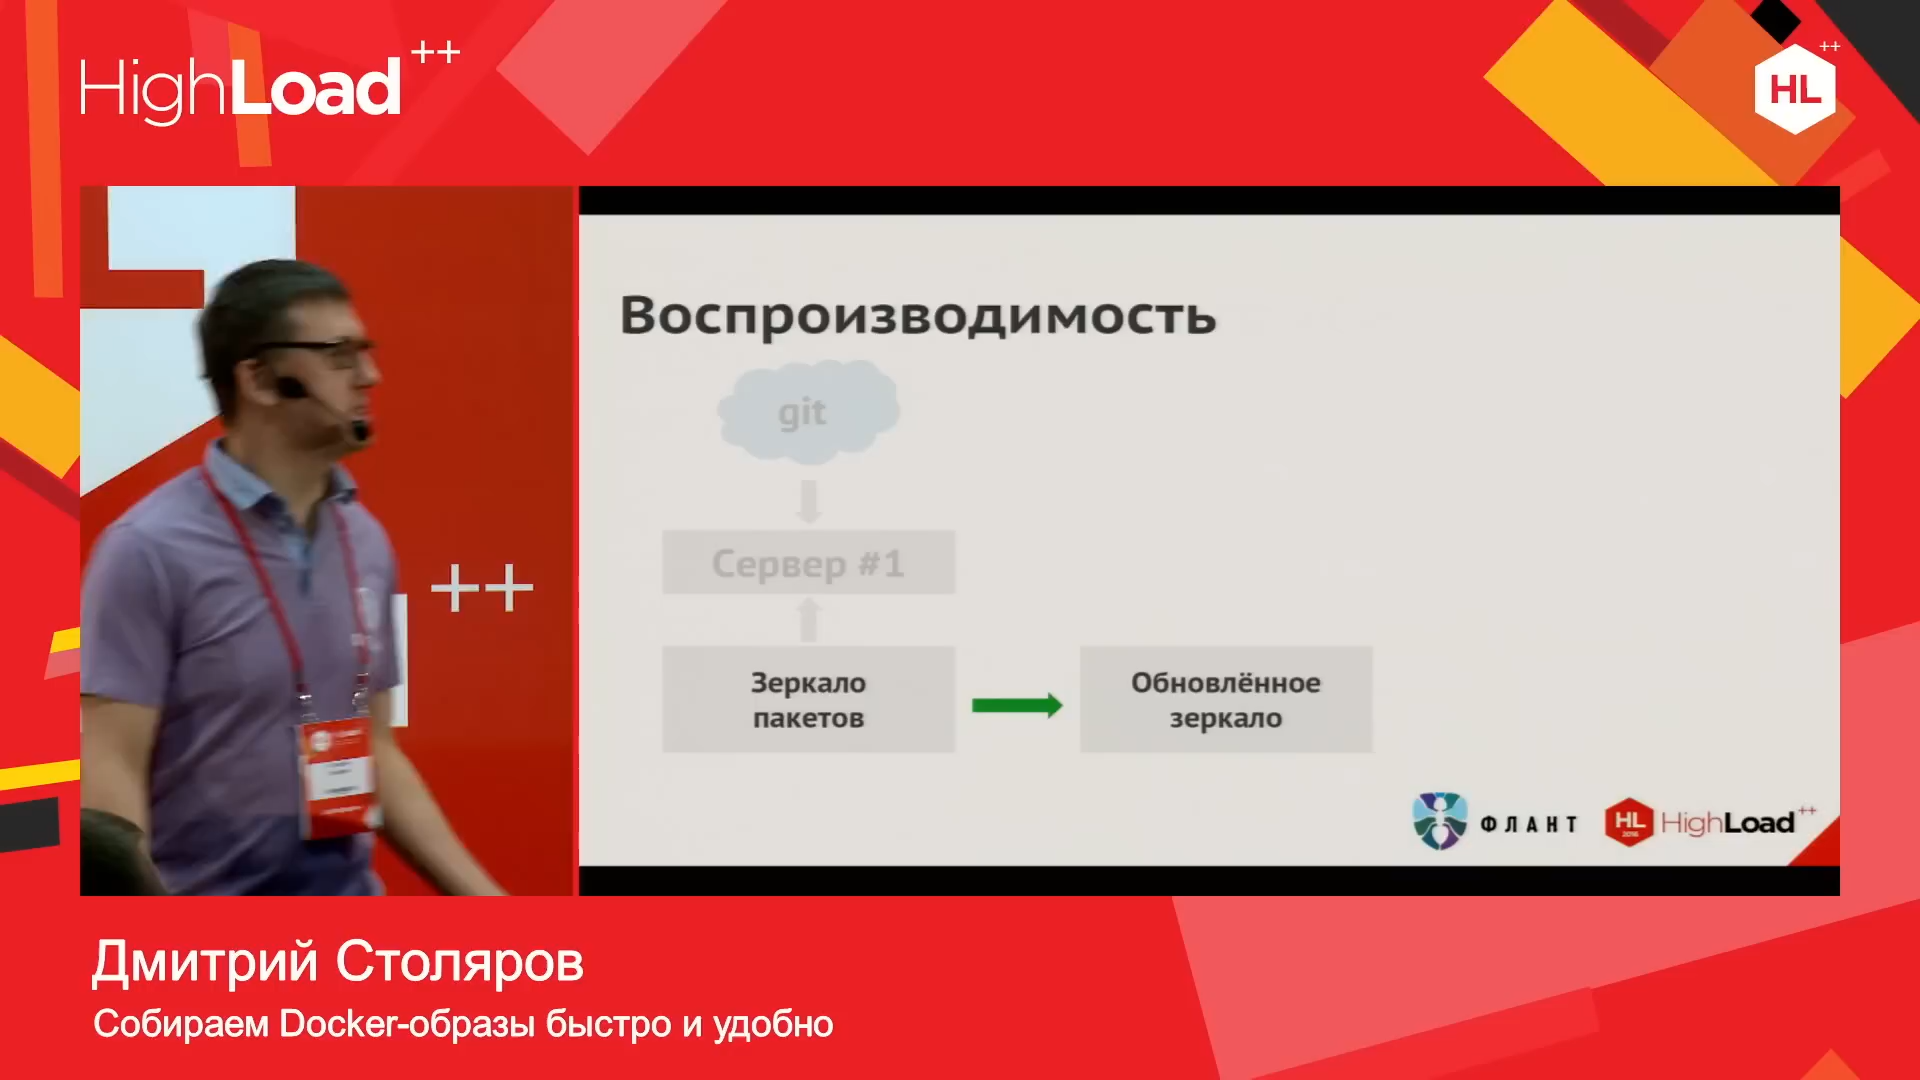 HighLoad++
HL++
++
Воспроизводимость
git
Сервер #1
Зеркало
пакетов
Обновлённое
зеркало
ФЛАНТ
HL
2016
HighLoad++
Дмитрий Столяров
Собираем Docker-образы быстро и удобно